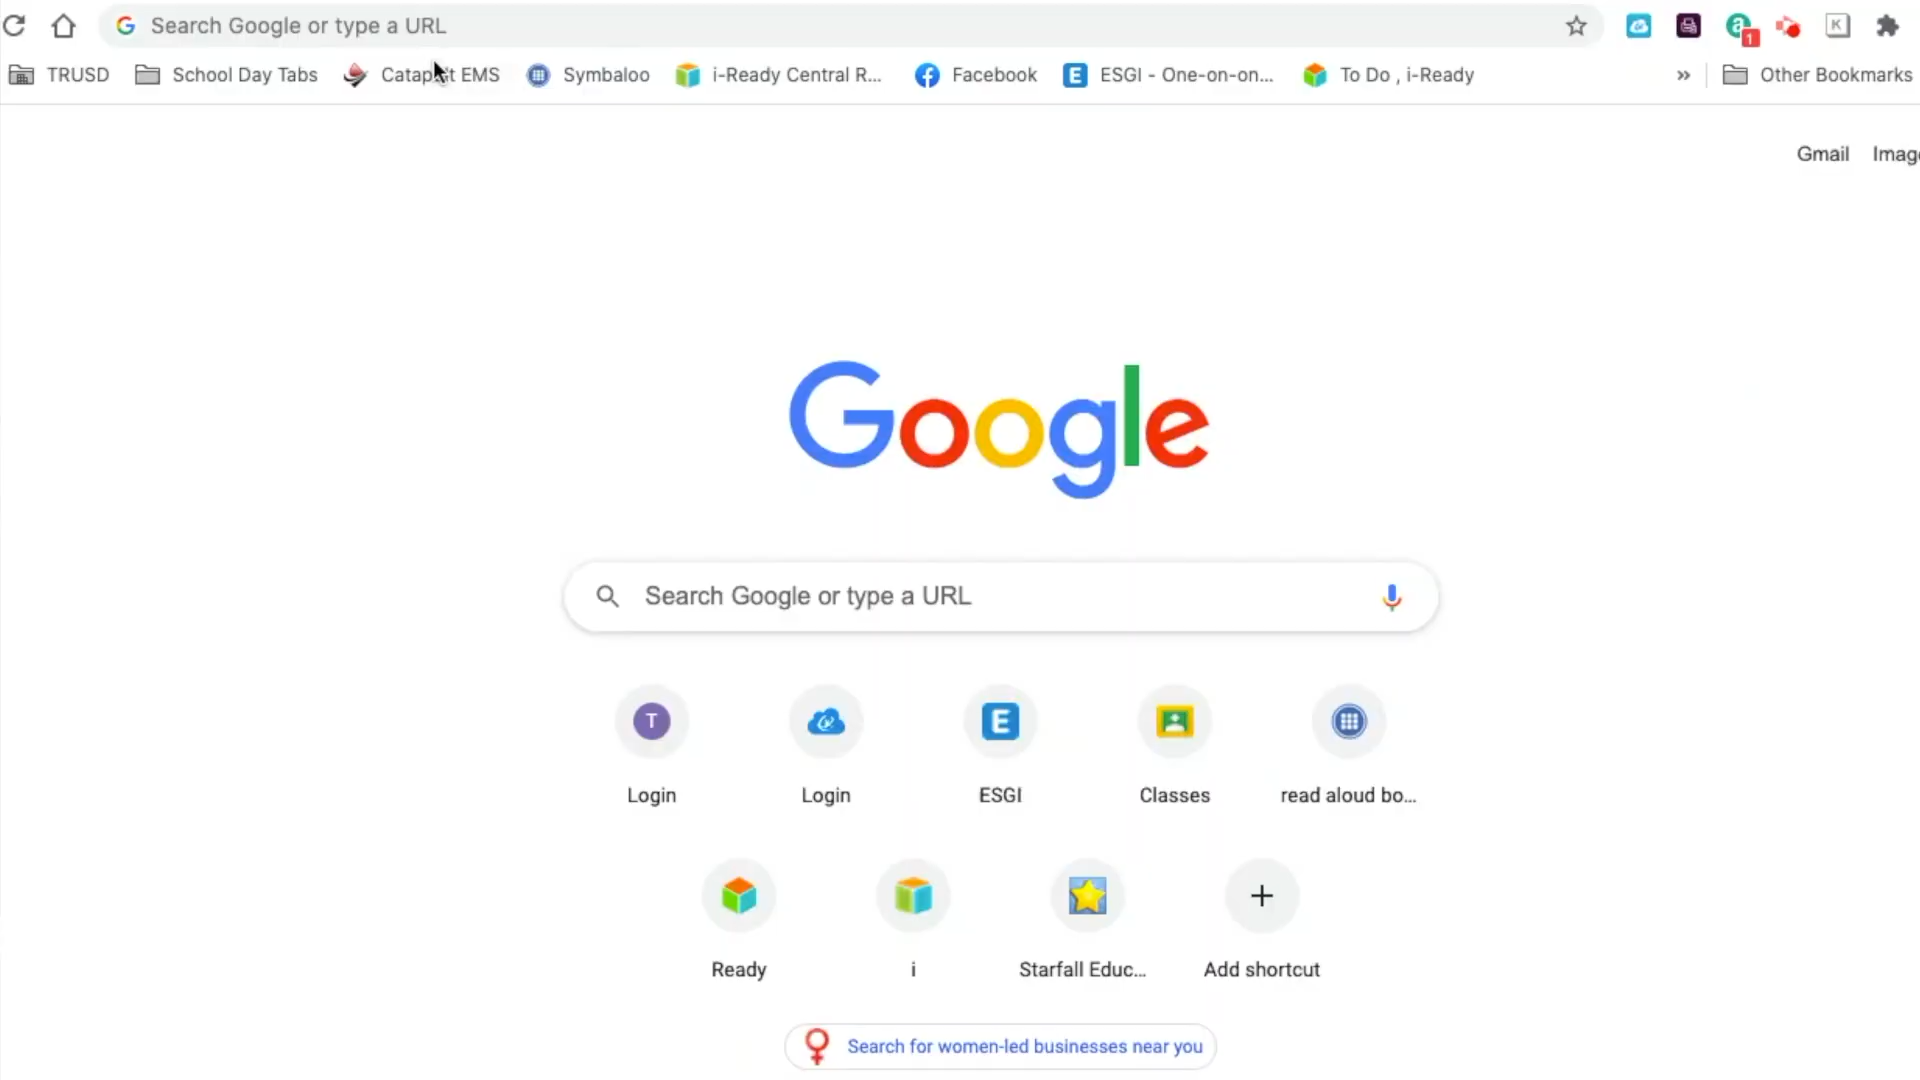 Search Google or type a URL
1
K
TRUSD
School Day Tabs
EMS
Symbaloo
i-Ready Central R...
Facebook
E
ESGI - One-on-on...
To Do , i-Ready
»
Other Bookmarks
Gmail
Google
Search Google or type a URL
T
E
Login
Login
ESGI
Classes
read aloud bo...
Ready
i
Starfall Educ...
Add shortcut
Search for women-led businesses near you